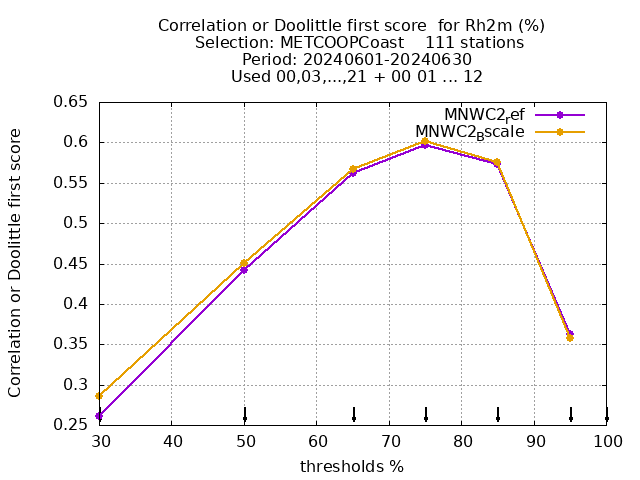 Correlation or Doolittle first score  for Rh2m (%)
Selection: METCOOPCoast    111 stations
Period: 20240601-20240630
Used 00,03,...,21 + 00 01 ... 12
MNWC2ref
MNWC2Bscale
Correlation or Doolittle first score
0.65
0.6
0.55
0.5
0.45
0.4
0.35
0.3
0.25
30 40 50 60 70 80 90 100
thresholds %